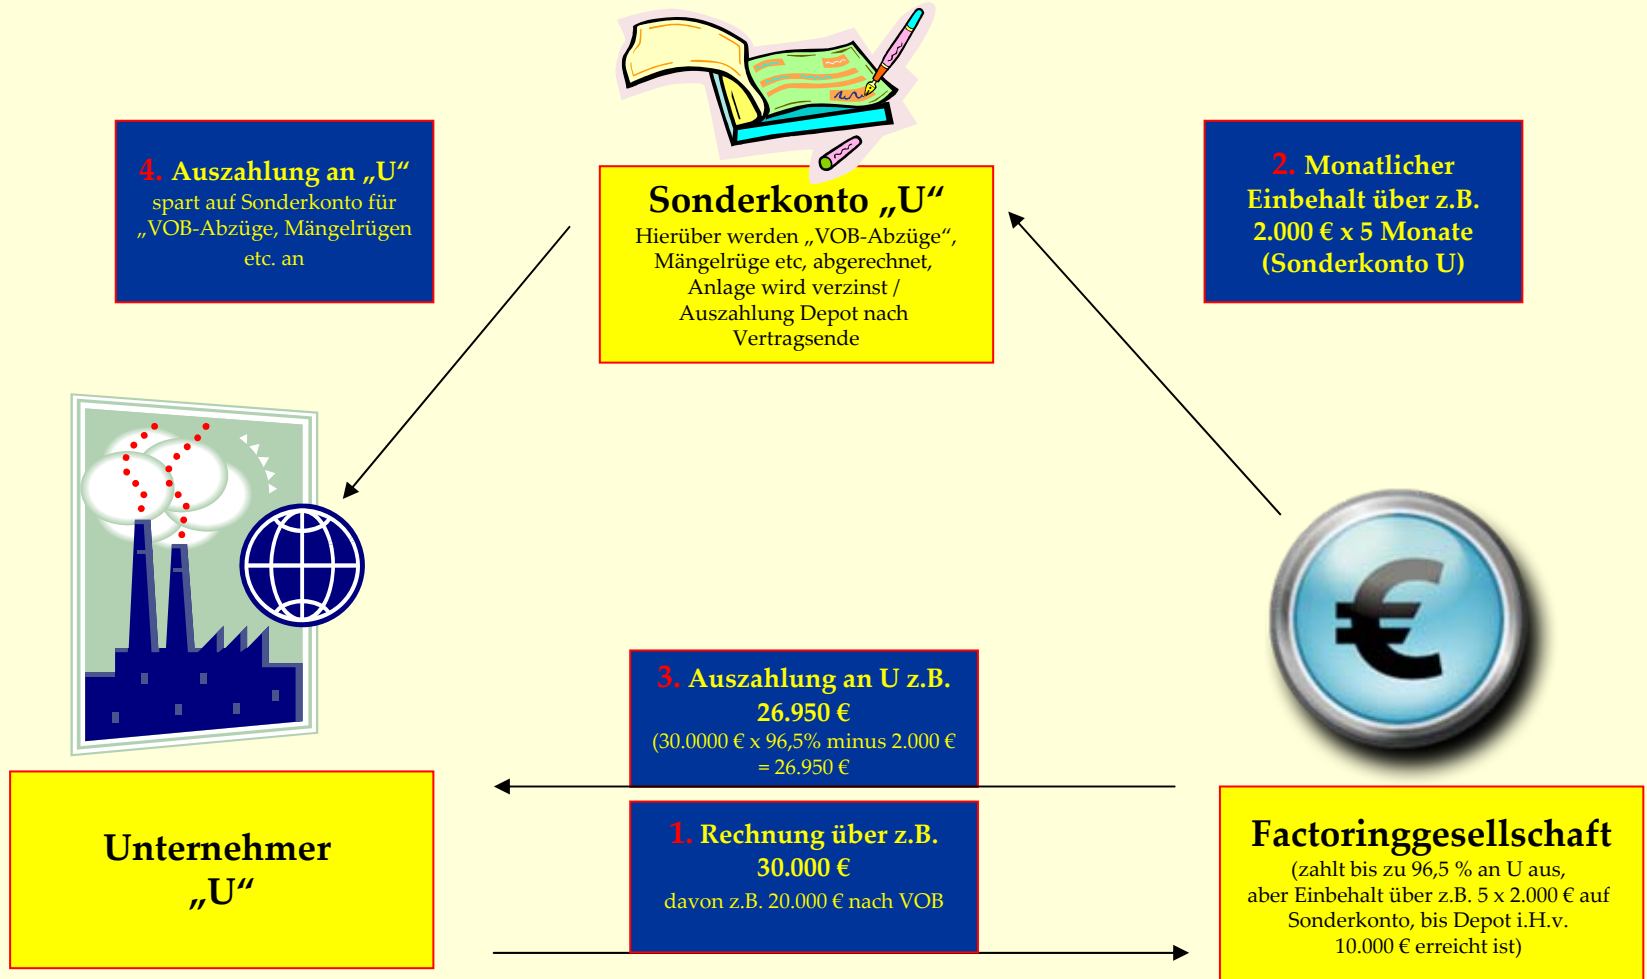 4. Auszahlung an „U“
spart auf Sonderkonto für
„VOB-Abzüge, Mängelrügen
etc. an
Sonderkonto „U“
Hierüber werden „VOB-Abzüge“,
Mängelrüge etc, abgerechnet,
Anlage wird verzinst /
Auszahlung Depot nach
Vertragsende
2. Monatlicher
Einbehalt über z.B.
2.000 € x 5 Monate
(Sonderkonto U)
€
3. Auszahlung an U z.B.
26.950 €
(30.0000 € x 96,5% minus 2.000 €
= 26.950 €
1. Rechnung über z.B.
30.000 €
davon z.B. 20.000 € nach VOB
Unternehmer
„U“
Factoringgesellschaft
(zahlt bis zu 96,5 % an U aus,
aber Einbehalt über z.B. 5 x 2.000 € auf
Sonderkonto, bis Depot i.H.v.
10.000 € erreicht ist)